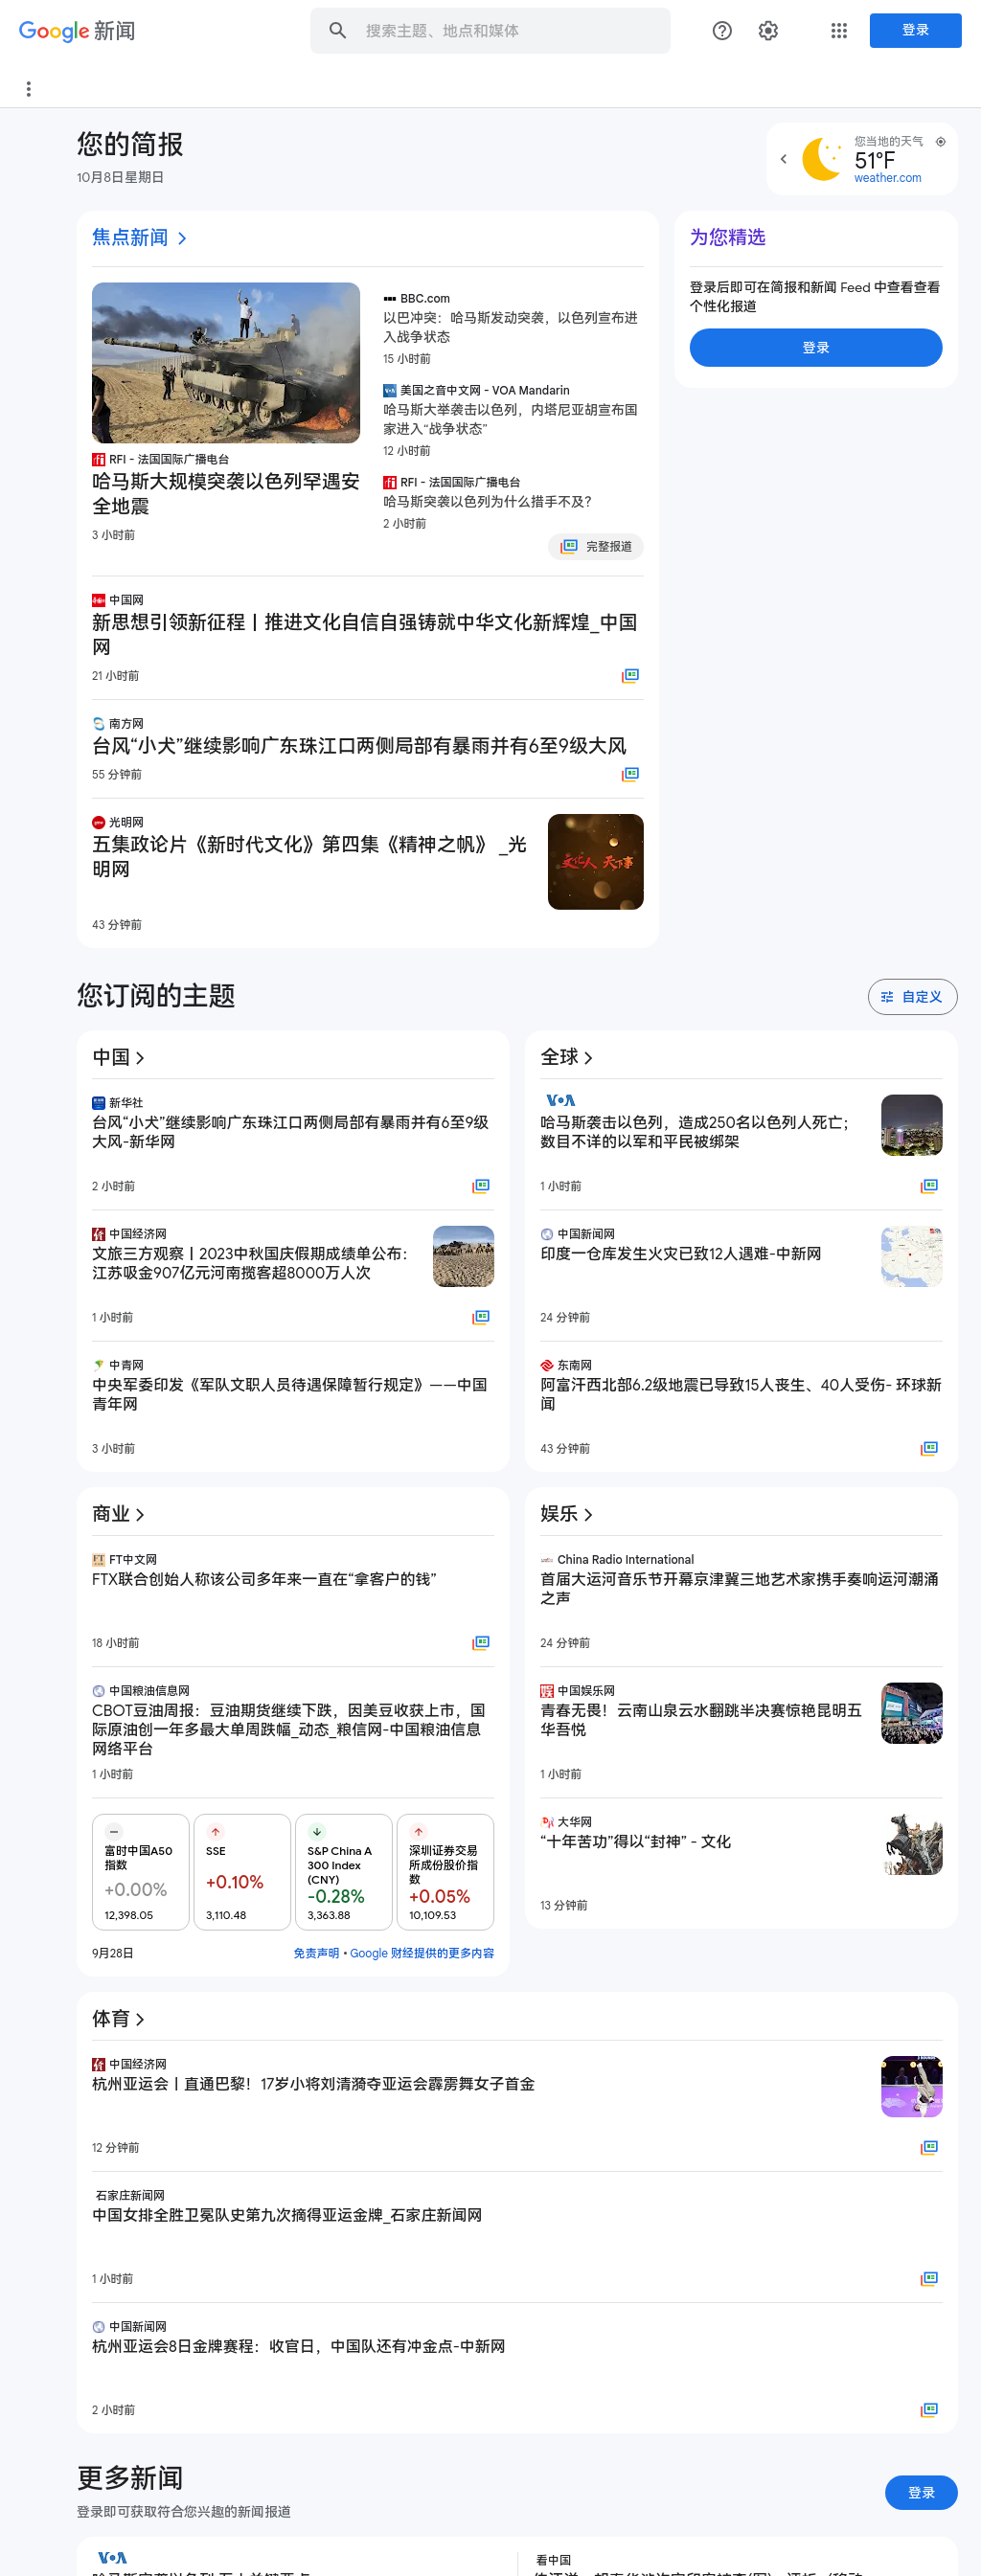 Google 新闻
搜索主题、地点和媒体
登录
您的简报
10月8日星期日
您当地的天气
51°F
weather.com
焦点新闻
RFI - 法国国际广播电台
哈马斯大规模突袭以色列罕遇安
全地震
3 小时前
BBC.com
以巴冲突：哈马斯发动突袭，以色列宣布进
入战争状态
15 小时前
美国之音中文网 - VOA Mandarin
哈马斯大举袭击以色列，内塔尼亚胡宣布国
家进入“战争状态”
12 小时前
RFI - 法国国际广播电台
哈马斯突袭以色列为什么措手不及?
2 小时前
完整报道
中国网
新思想引领新征程丨推进文化自信自强铸就中华文化新辉煌_中国
网
21 小时前
南方网
台风“小犬”继续影响广东珠江口两侧局部有暴雨并有6至9级大风
55 分钟前
光明网
五集政论片《新时代文化》第四集《精神之帆》 _光
明网
43 分钟前
文化人 天下事
为您精选
登录后即可在简报和新闻 Feed 中查看查看
个性化报道
登录
您订阅的主题
自定义
中国
新华社
台风“小犬”继续影响广东珠江口两侧局部有暴雨并有6至9级
大风-新华网
2 小时前
中国经济网
文旅三方观察丨2023中秋国庆假期成绩单公布：
江苏吸金907亿元河南揽客超8000万人次
1 小时前
中青网
中央军委印发《军队文职人员待遇保障暂行规定》——中国
青年网
3 小时前
全球
VOA
哈马斯袭击以色列，造成250名以色列人死亡；
数目不详的以军和平民被绑架
1 小时前
中国新闻网
印度一仓库发生火灾已致12人遇难-中新网
24 分钟前
东南网
阿富汗西北部6.2级地震已导致15人丧生、40人受伤- 环球新
闻
43 分钟前
商业
FT中文网
FTX联合创始人称该公司多年来一直在“拿客户的钱”
18 小时前
中国粮油信息网
CBOT豆油周报：豆油期货继续下跌，因美豆收获上市，国
际原油创一年多最大单周跌幅_动态_粮信网-中国粮油信息
网络平台
1 小时前
富时中国A50
指数
+0.00%
12,398.05
SSE
+0.10%
3,110.48
S&P China A
300 Index
(CNY)
-0.28%
3,363.88
深圳证券交易
所成份股价指
数
+0.05%
10,109.53
9月28日
免责声明 • Google 财经提供的更多内容
娱乐
China Radio International
首届大运河音乐节开幕京津冀三地艺术家携手奏响运河潮涌
之声
24 分钟前
中国娱乐网
青春无畏！云南山泉云水翻跳半决赛惊艳昆明五
华吾悦
1 小时前
大华网
“十年苦功”得以“封神” - 文化
13 分钟前
体育
中国经济网
杭州亚运会丨直通巴黎！17岁小将刘清漪夺亚运会霹雳舞女子首金
12 分钟前
石家庄新闻网
中国女排全胜卫冕队史第九次摘得亚运金牌_石家庄新闻网
1 小时前
中国新闻网
杭州亚运会8日金牌赛程：收官日，中国队还有冲金点-中新网
2 小时前
更多新闻
登录即可获取符合您兴趣的新闻报道
登录
VOA
看中国